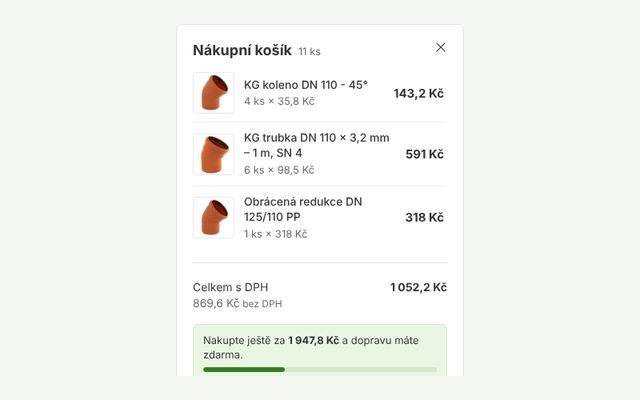 Nákupní košík 11 ks
KG koleno DN 110 - 45°
4 ks × 35,8 Kč
143,2 Kč
KG trubka DN 110 × 3,2 mm
– 1 m, SN 4
6 ks × 98,5 Kč
591 Kč
Obrácená redukce DN
125/110 PP
1 ks × 318 Kč
318 Kč
Celkem s DPH
1 052,2 Kč
869,6 Kč bez DPH
Nakupte ještě za 1 947,8 Kč a dopravu máte
zdarma.